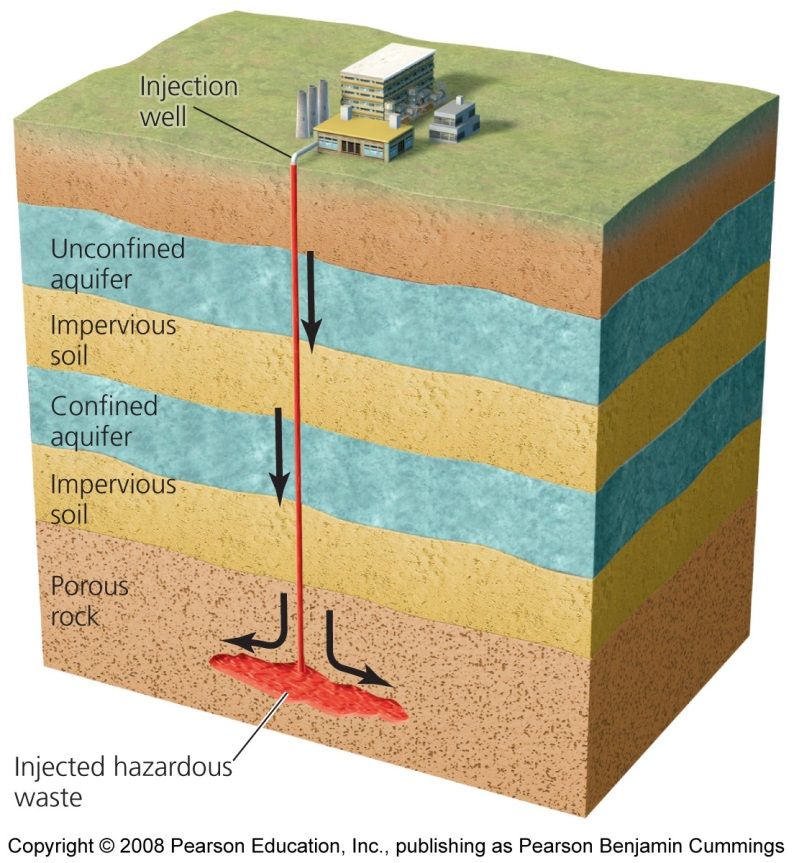 Injection
well
Unconfined
aquifer
Impervious
soil
Confined
aquifer
Impervious
soil
Porous
rock
Injected hazardous
waste
Copyright © 2008 Pearson Education, Inc., publishing as Pearson Benjamin Cummings